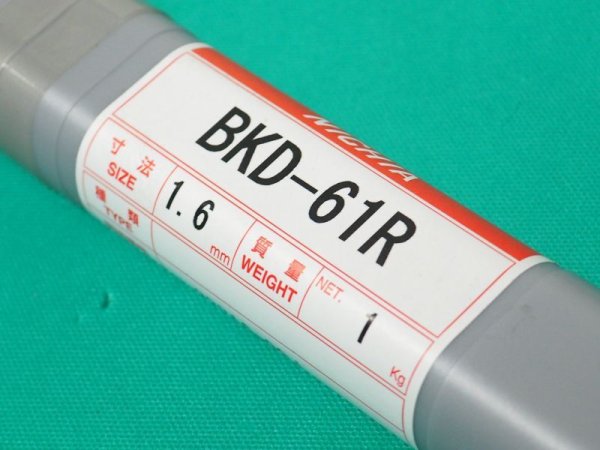 NICHIA
BKD-61R
寸法 SIZE 1.6 mm 質量 WEIGHT NET. 1 Kg
種類 TYPE